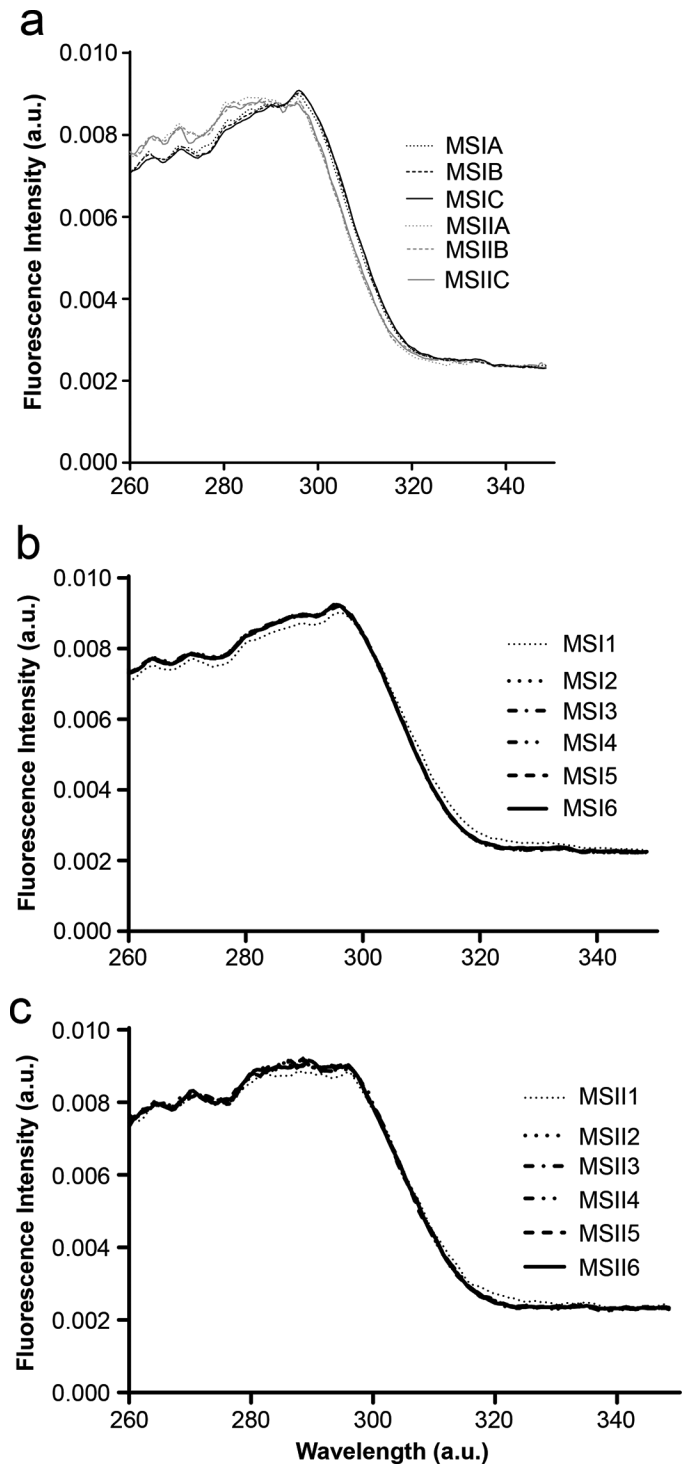 a
Fluorescence Intensity (a.u.)
0.010
0.008
0.006
0.004
0.002
0.000
260
280
300
320
340
MSIA
MSIB
MSIC
MSIIA
MSIIB
MSIIC
b
Fluorescence Intensity (a.u.)
0.010
0.008
0.006
0.004
0.002
0.000
260
280
300
320
340
MSI1
MSI2
MSI3
MSI4
MSI5
MSI6
c
Fluorescence Intensity (a.u.)
0.010
0.008
0.006
0.004
0.002
0.000
260
280
300
320
340
MSII1
MSII2
MSII3
MSII4
MSII5
MSII6
Wavelength (a.u.)